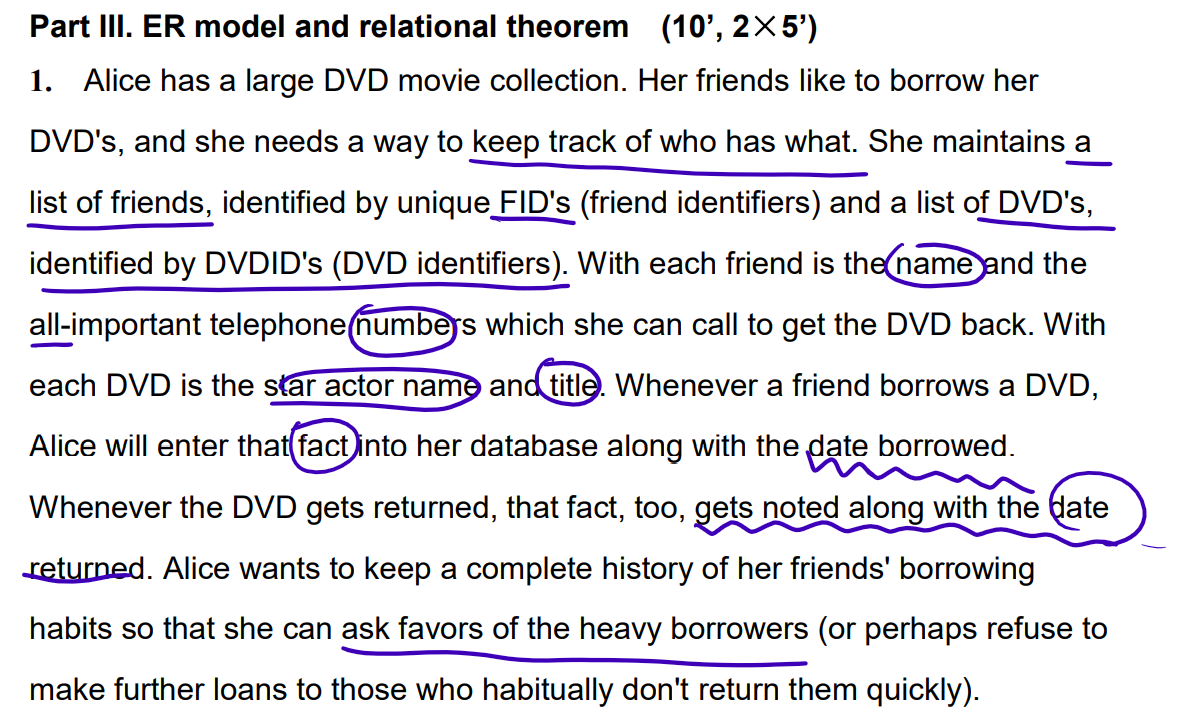 Part III. ER model and relational theorem (10’, 2×5’)
1. Alice has a large DVD movie collection. Her friends like to borrow her
DVD's, and she needs a way to keep track of who has what. She maintains a
list of friends, identified by unique FID's (friend identifiers) and a list of DVD's,
identified by DVDID's (DVD identifiers). With each friend is the name and the
all-important telephone numbers which she can call to get the DVD back. With
each DVD is the star actor name and title. Whenever a friend borrows a DVD,
Alice will enter that fact into her database along with the date borrowed.
Whenever the DVD gets returned, that fact, too, gets noted along with the date
returned. Alice wants to keep a complete history of her friends' borrowing
habits so that she can ask favors of the heavy borrowers (or perhaps refuse to
make further loans to those who habitually don't return them quickly).